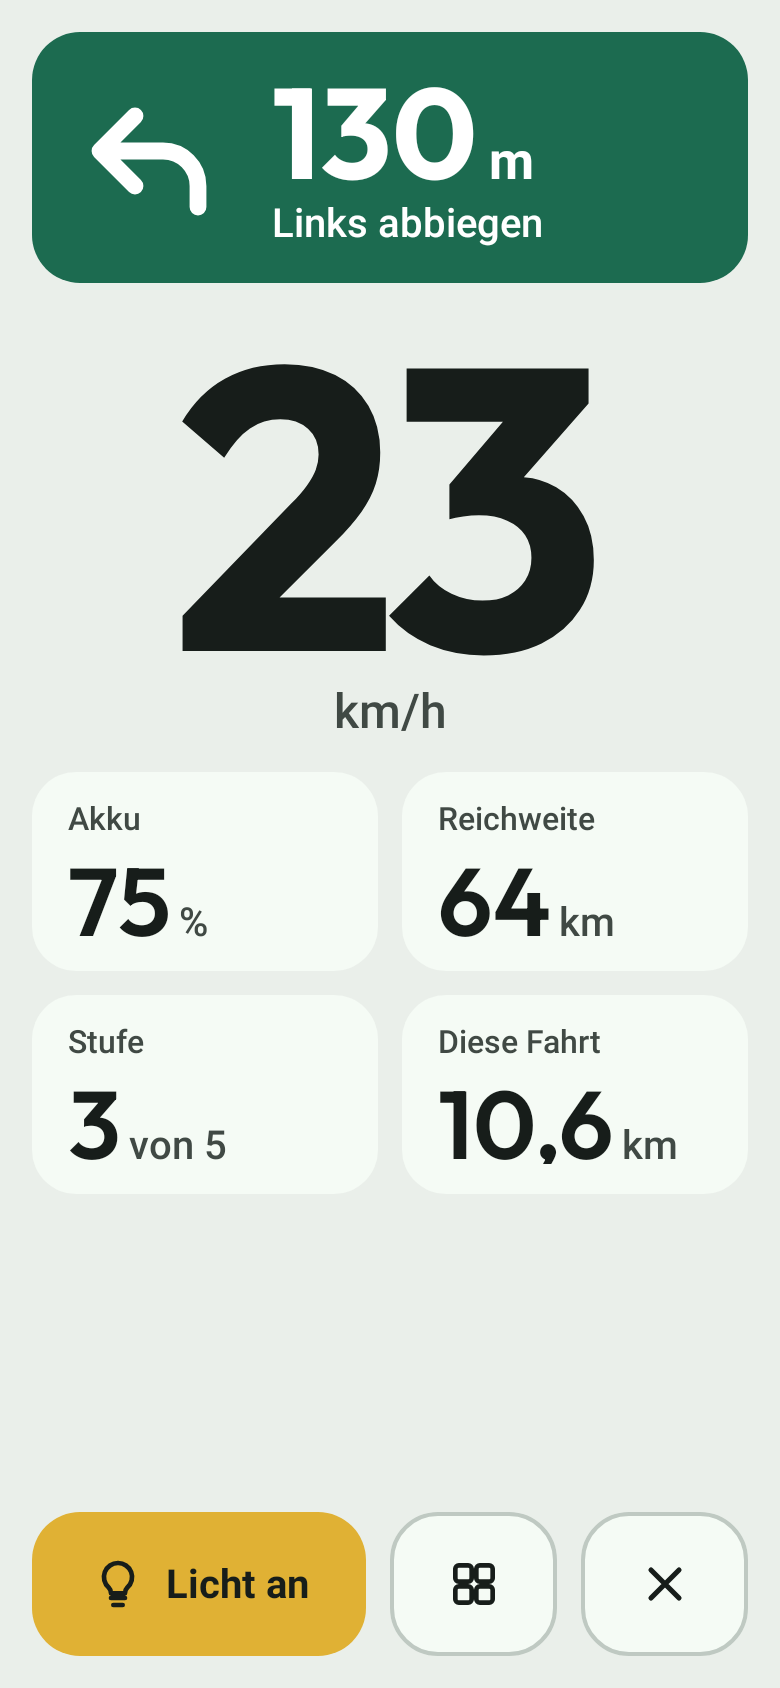 130 m
Links abbiegen
23
km/h
Akku
75 %
Reichweite
64 km
Stufe
3 von 5
Diese Fahrt
10,6 km
Licht an